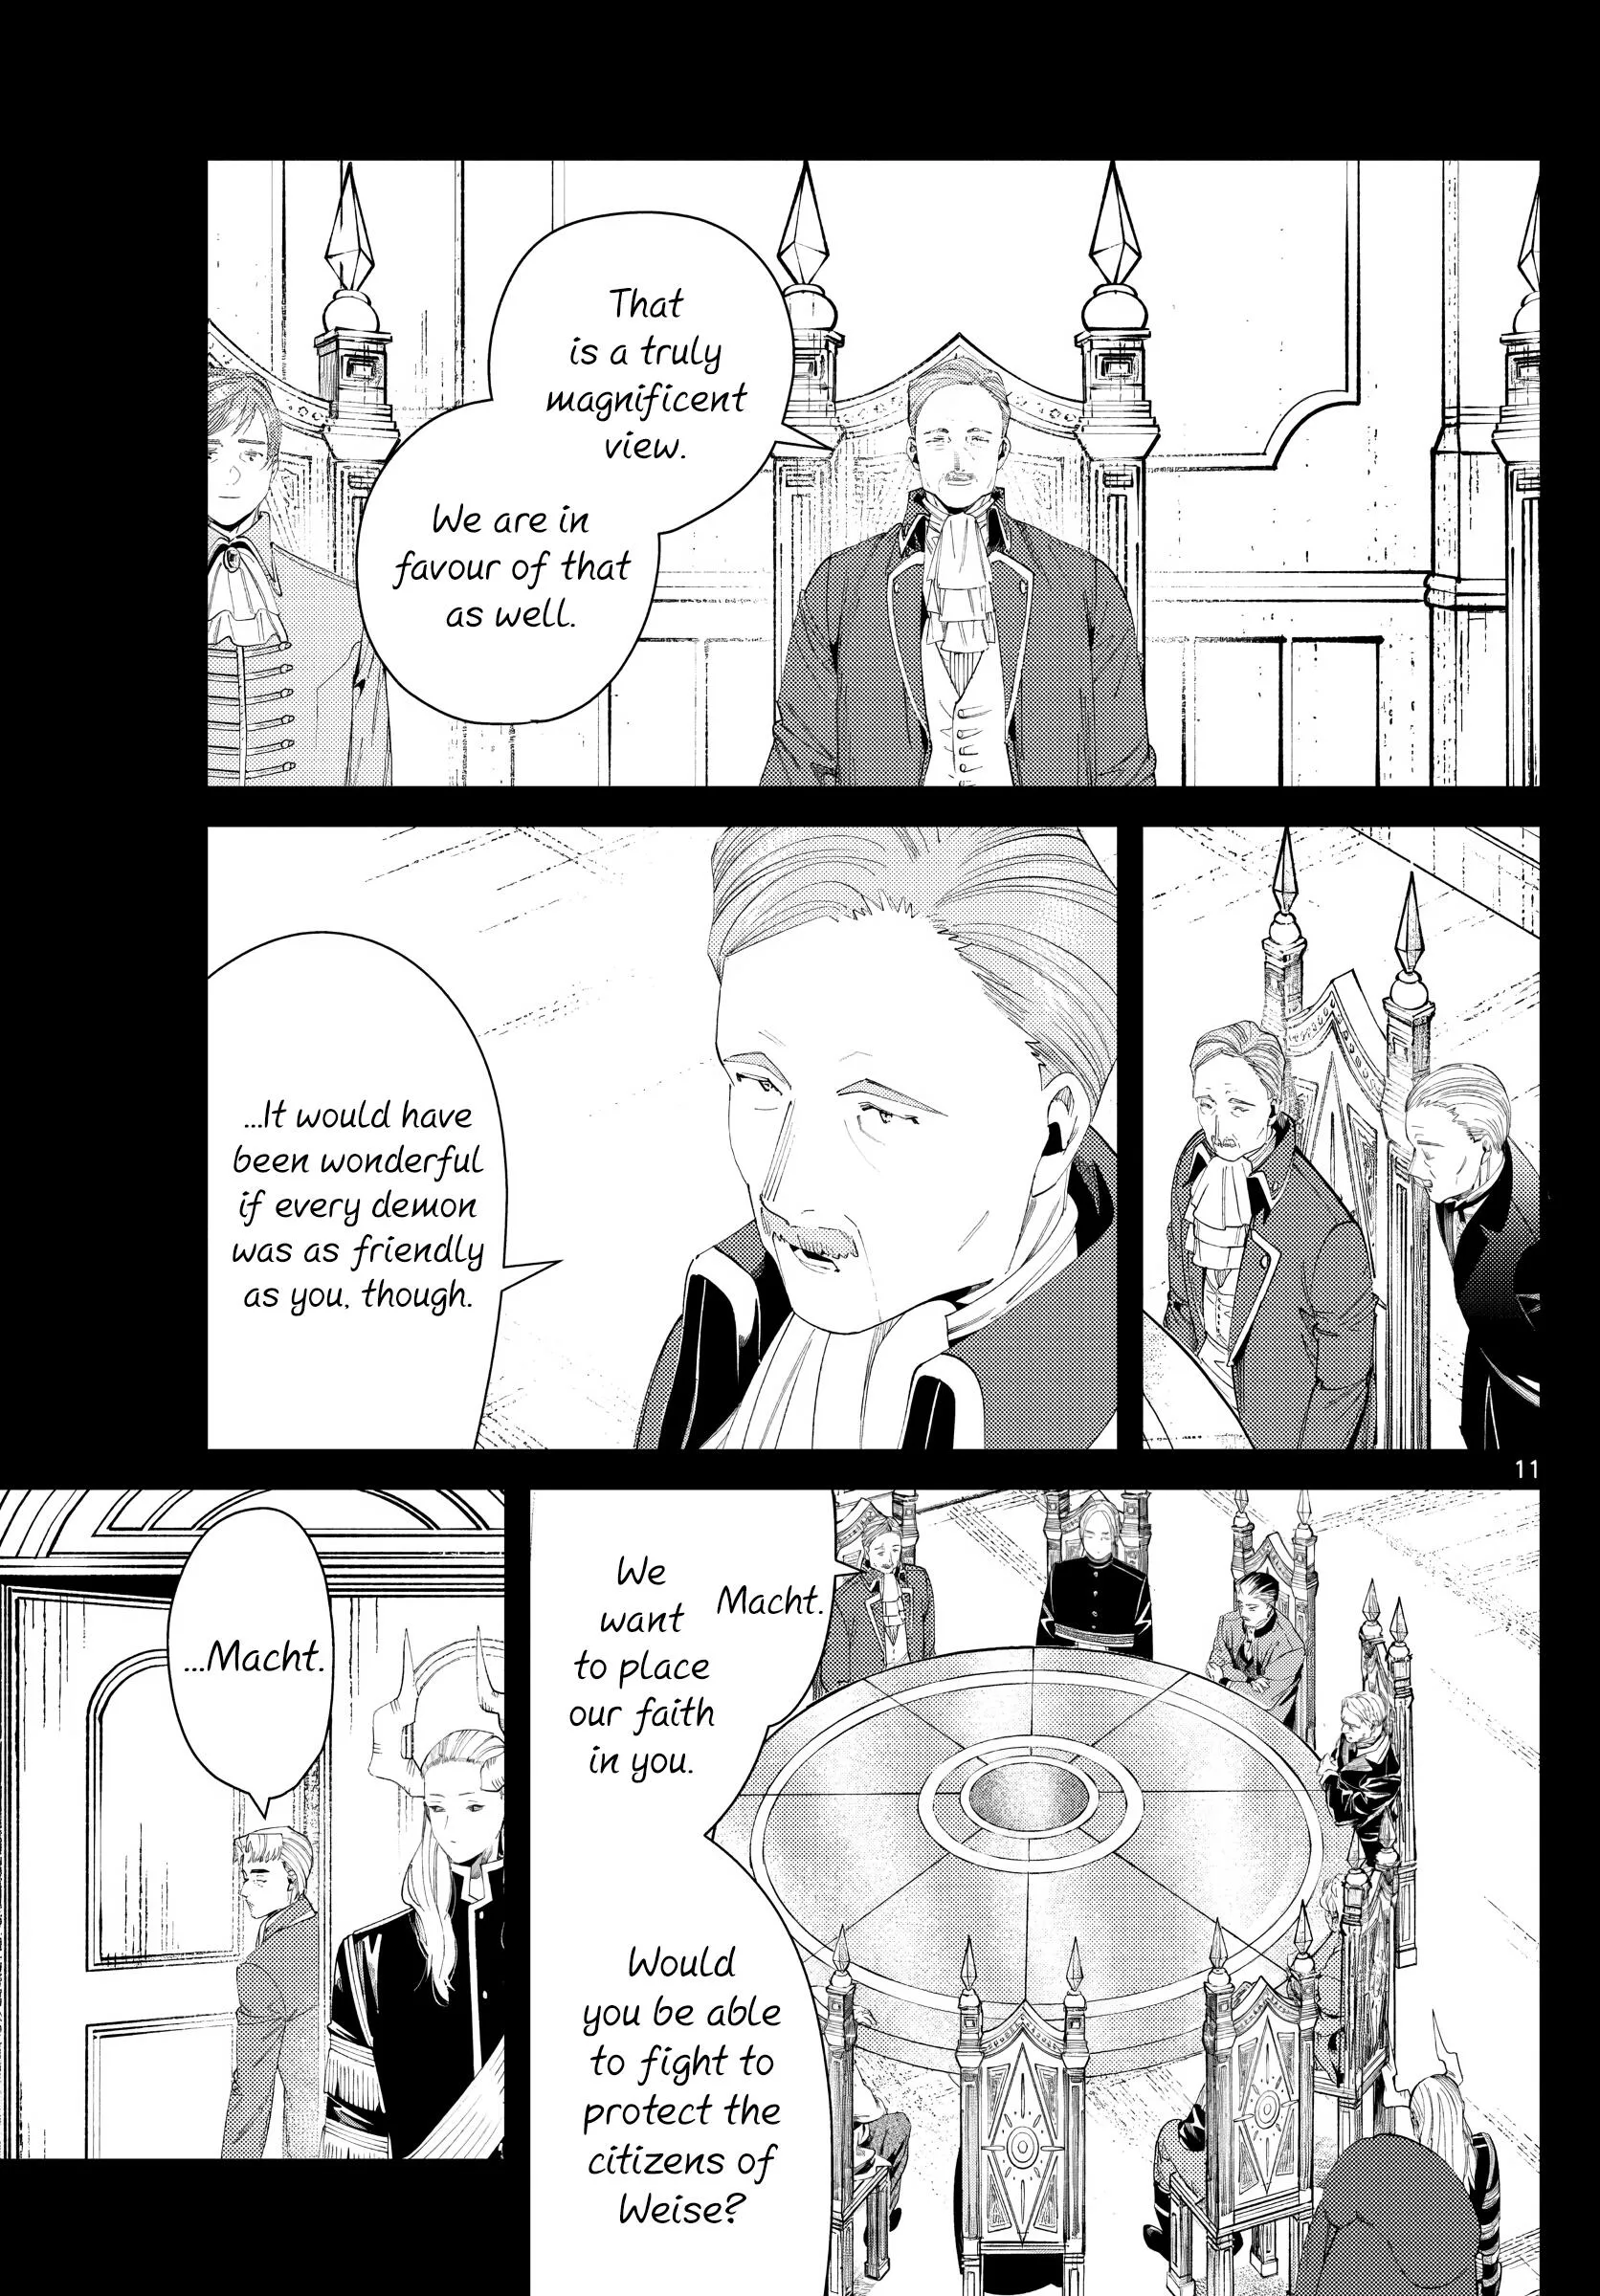 That
is a truly
magnificent
view.
We are in
favour of that
as well.
...It would have
been wonderful
if every demon
was as friendly
as you, though.
11
Macht.
We
want
to place
our faith
in you.
Would
you be able
to fight to
protect the
citizens of
Weise?
...Macht.